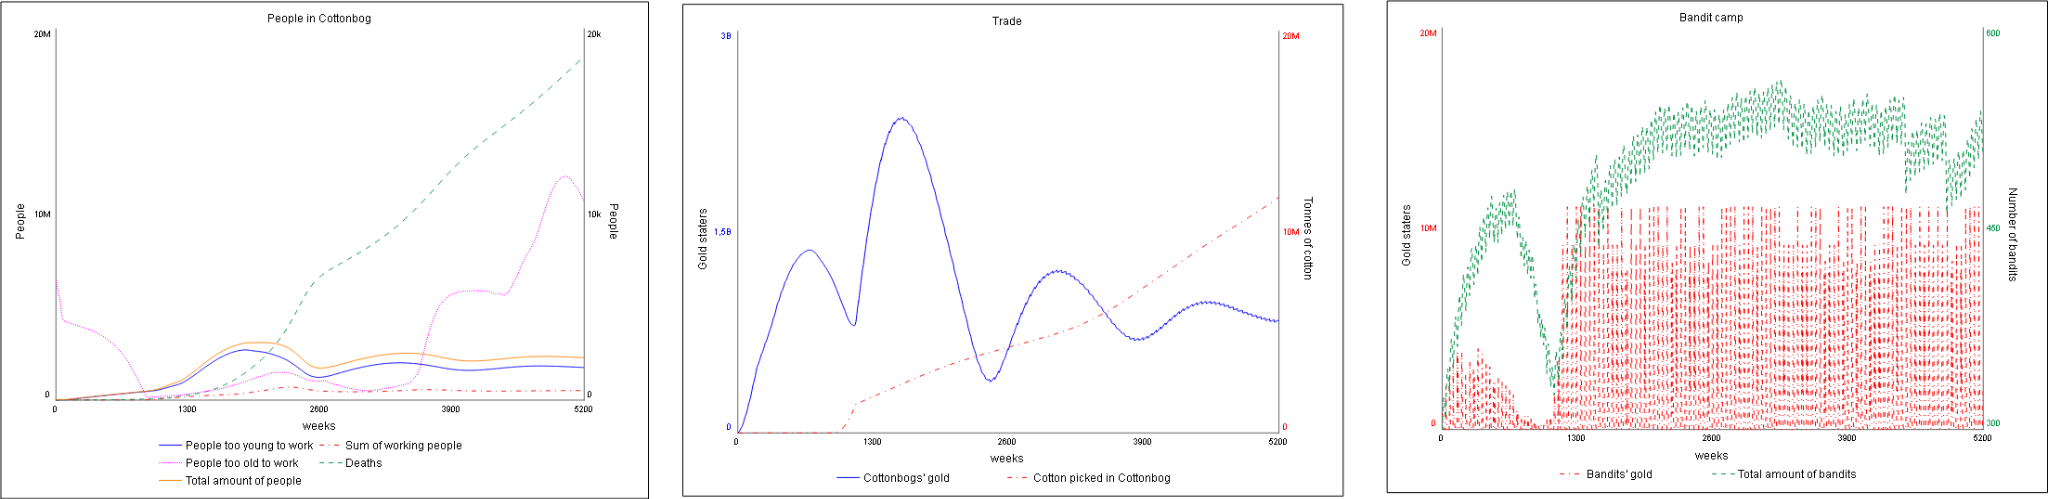 People in Cottonbog
20M
20k
10M
10k
People
People
0
0
0
1300
2600
3900
5200
weeks
People too young to work
Sum of working people
People too old to work
Deaths
Total amount of people
Trade
3B
20M
1,5B
10M
Gold staters
Tonnes of cotton
0
0
0
1300
2600
3900
5200
weeks
Cottonbogs' gold
Cotton picked in Cottonbog
Bandit camp
20M
600
10M
450
Gold staters
Number of bandits
0
300
0
1300
2600
3900
5200
weeks
Bandits' gold
Total amount of bandits